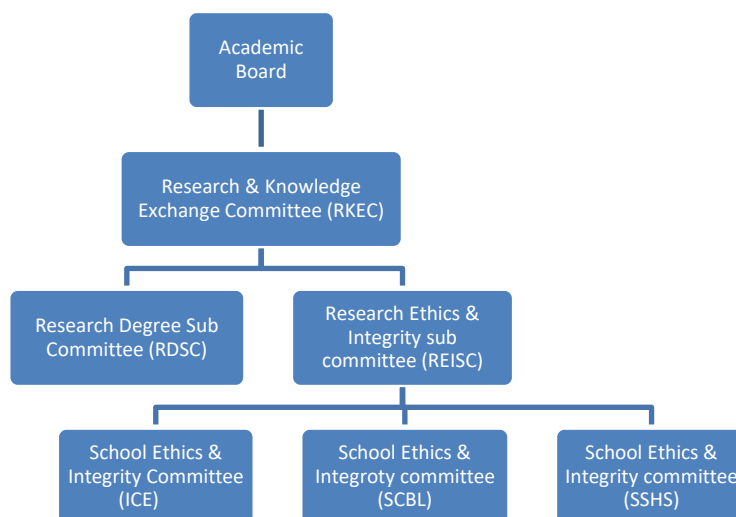 Academic
Board
Research & Knowledge
Exchange Committee (RKEC)
Research Degree Sub
Committee (RDSC)
Research Ethics &
Integrity sub
committee (REISC)
School Ethics &
Integrity Committee
(ICE)
School Ethics &
Integroty committee
(SCBL)
School Ethics &
Integrity committee
(SSHS)